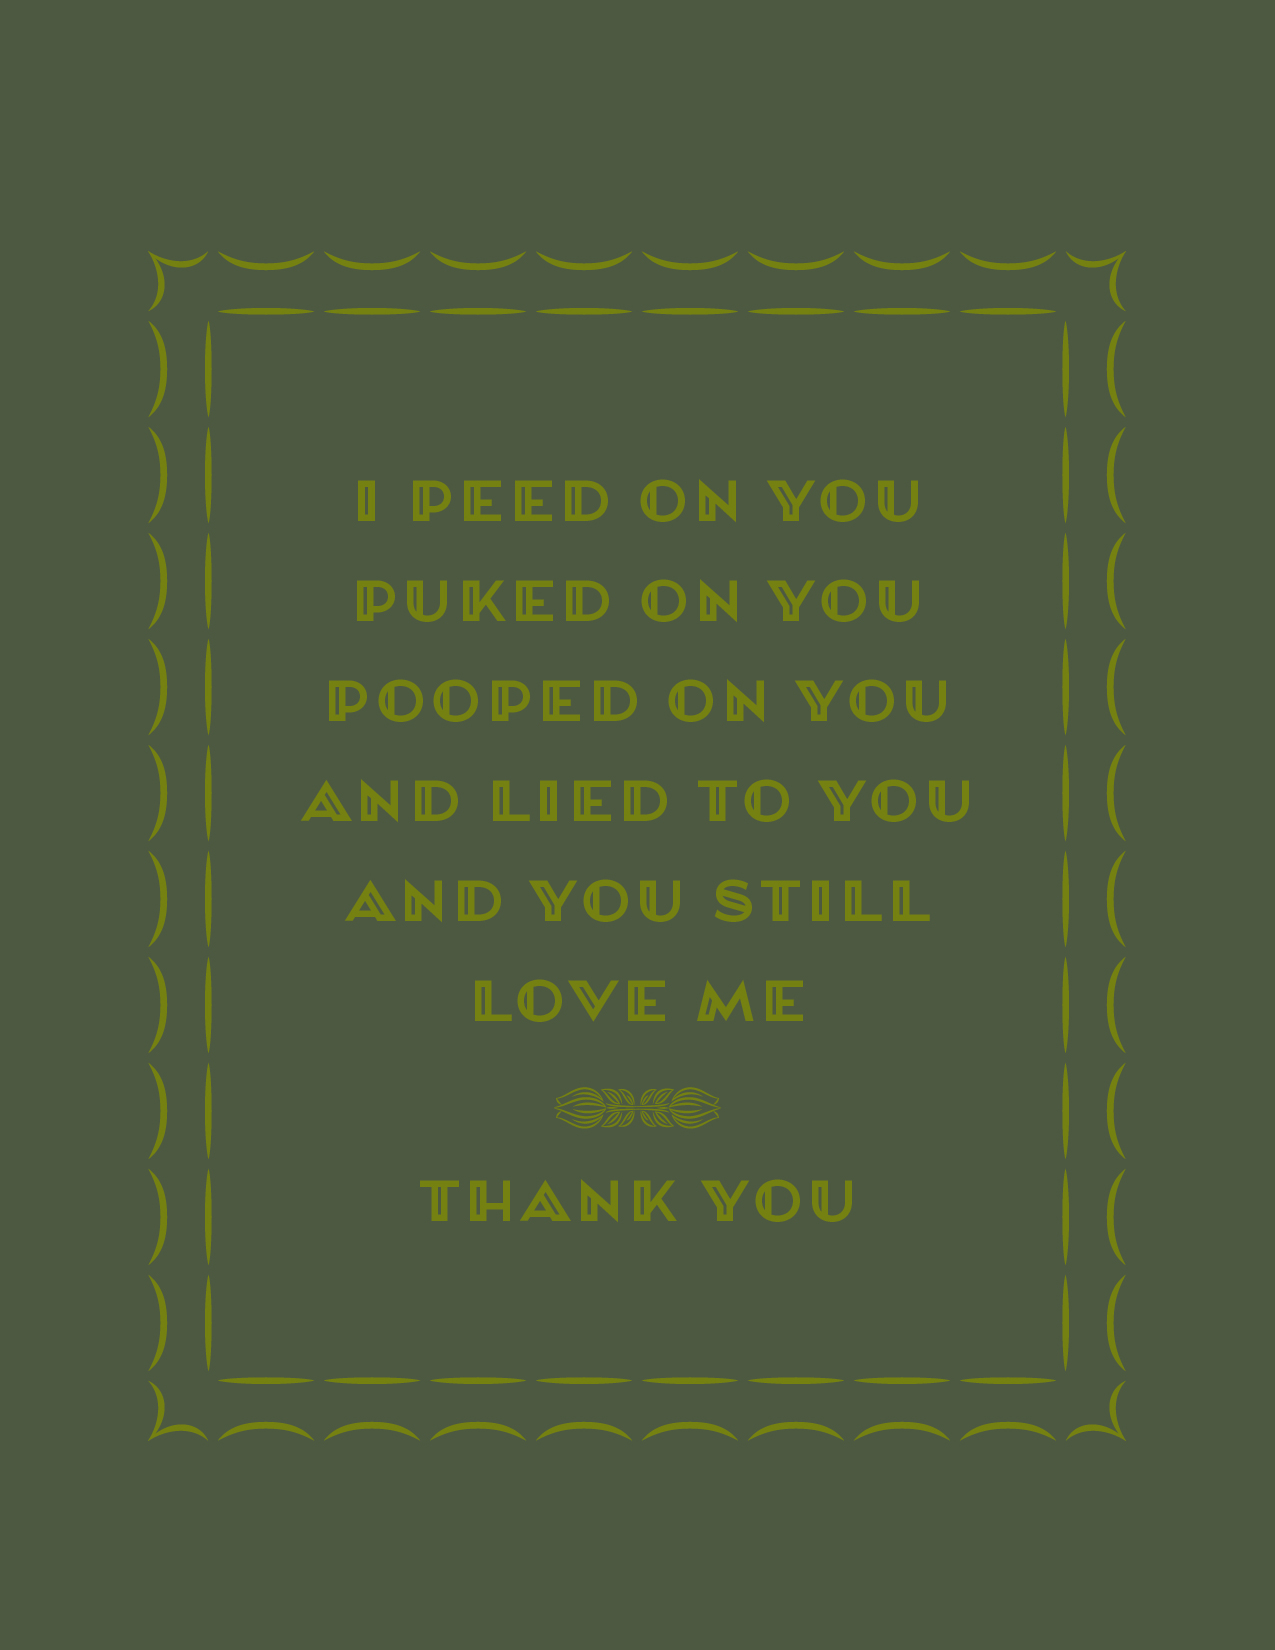 I PEED ON YOU
PUKED ON YOU
POOPED ON YOU
AND LIED TO YOU
AND YOU STILL
LOVE ME
THANK YOU